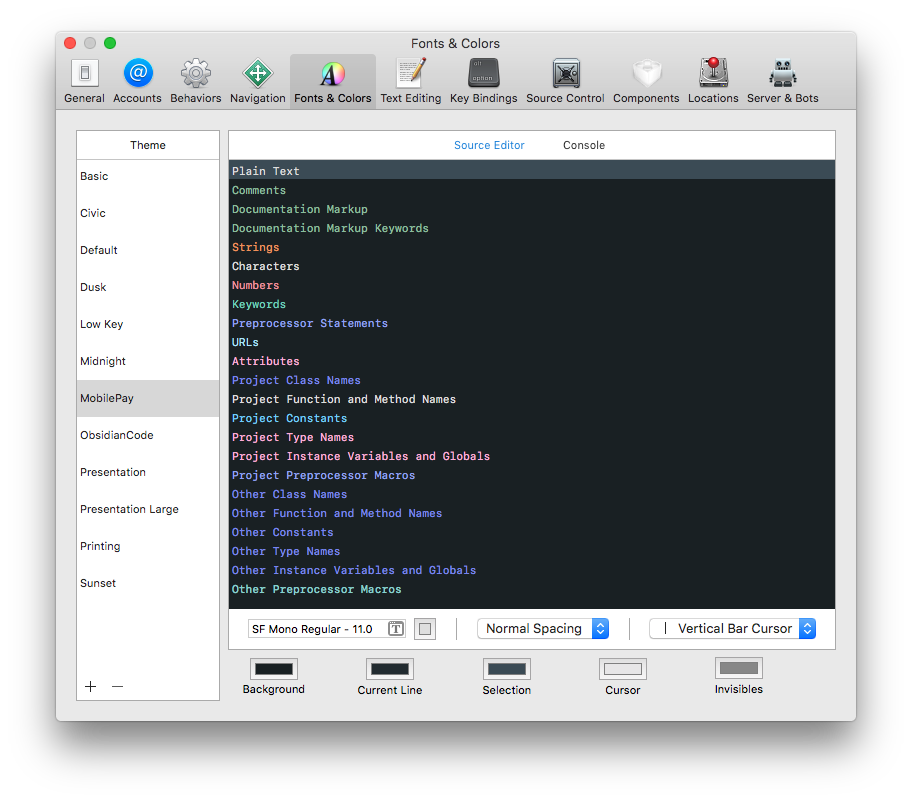 Fonts & Colors
General Accounts Behaviors Navigation Fonts & Colors Text Editing Key Bindings Source Control Components Locations Server & Bots
alt
option
Theme
Basic
Civic
Default
Dusk
Low Key
Midnight
MobilePay
ObsidianCode
Presentation
Presentation Large
Printing
Sunset
Source Editor Console
Plain Text
Comments
Documentation Markup
Documentation Markup Keywords
Strings
Characters
Numbers
Keywords
Preprocessor Statements
URLs
Attributes
Project Class Names
Project Function and Method Names
Project Constants
Project Type Names
Project Instance Variables and Globals
Project Preprocessor Macros
Other Class Names
Other Function and Method Names
Other Constants
Other Type Names
Other Instance Variables and Globals
Other Preprocessor Macros
SF Mono Regular - 11.0 T Normal Spacing Vertical Bar Cursor
Background Current Line Selection Cursor Invisibles